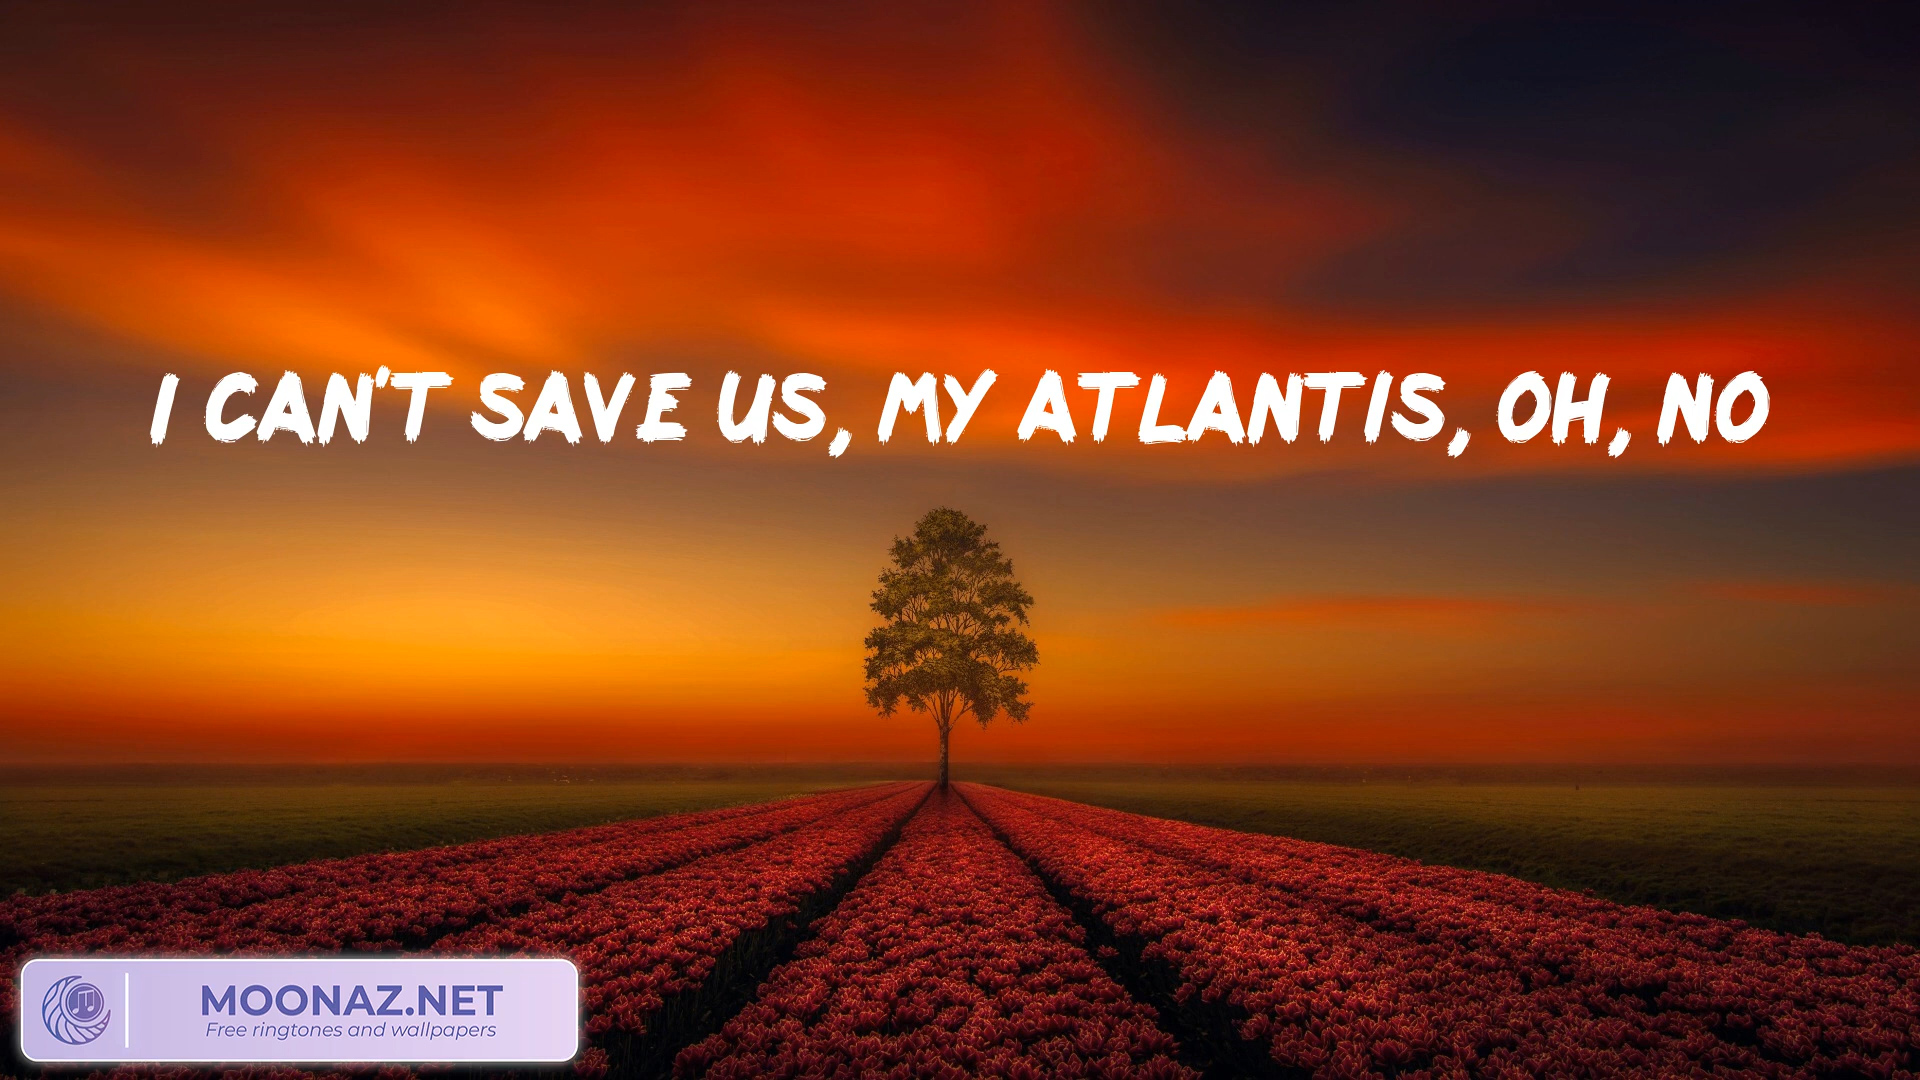 I CAN'T SAVE US, MY ATLANTIS, OH, NO
MOONAZ.NET
Free ringtones and wallpapers